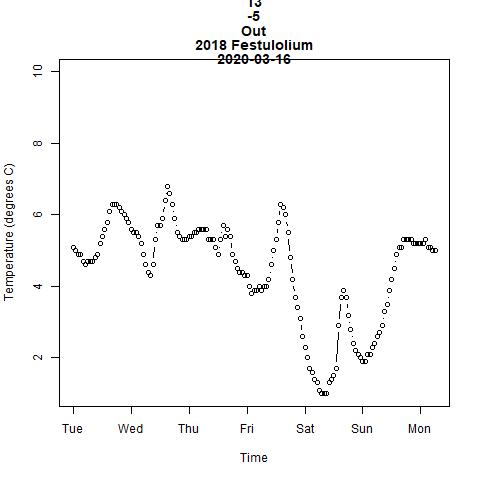 13
-5
Out
2018 Festulolium
2020-03-16
Temperature (degrees C)
10
8
6
4
2
Tue Wed Thu Fri Sat Sun Mon
Time